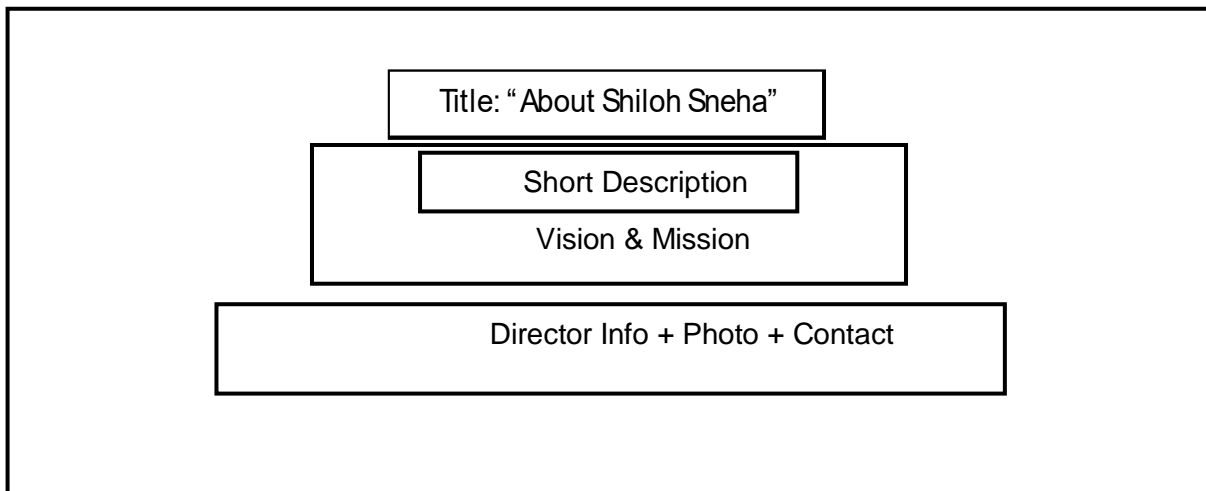 Title: “About Shiloh Sneha”
Short Description
Vision & Mission
Director Info + Photo + Contact